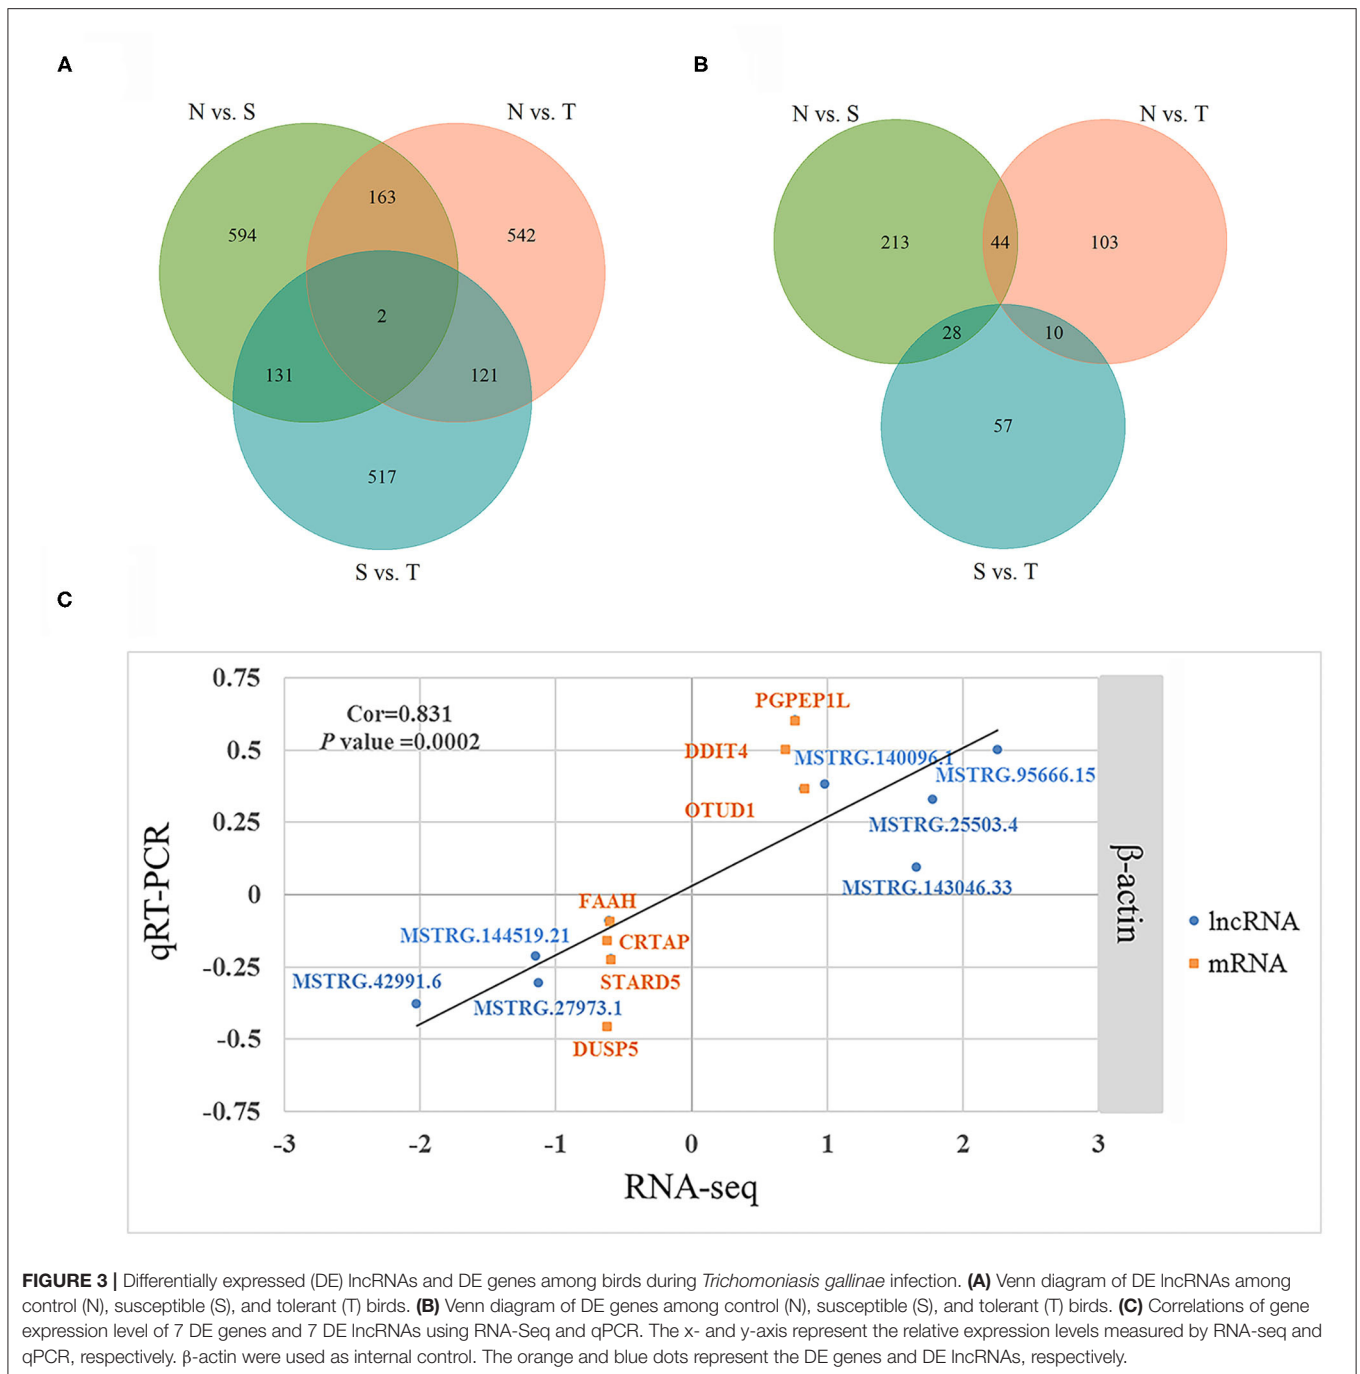 A
B
N vs. S
N vs. T
N vs. S
N vs. T
163
594
542
2
131
121
517
S vs. T
213
44
103
28
10
57
S vs. T
C
0.75
0.5
0.25
0
-0.25
-0.5
-0.75
qRT-PCR
Cor=0.831
P value =0.0002
PGPEP1L
DDIT4
MSTRG.140096.1
MSTRG.95666.15
OTUD1
MSTRG.25503.4
MSTRG.143046.33
FAAH
MSTRG.144519.21
CRTAP
MSTRG.42991.6
STARD5
MSTRG.27973.1
DUSP5
β-actin
lncRNA
mRNA
-3
-2
-1
0
1
2
3
RNA-seq
FIGURE 3 | Differentially expressed (DE) lncRNAs and DE genes among birds during Trichomoniasis gallinae infection. (A) Venn diagram of DE lncRNAs among
control (N), susceptible (S), and tolerant (T) birds. (B) Venn diagram of DE genes among control (N), susceptible (S), and tolerant (T) birds. (C) Correlations of gene
expression level of 7 DE genes and 7 DE lncRNAs using RNA-Seq and qPCR. The x- and y-axis represent the relative expression levels measured by RNA-seq and
qPCR, respectively. β-actin were used as internal control. The orange and blue dots represent the DE genes and DE lncRNAs, respectively.